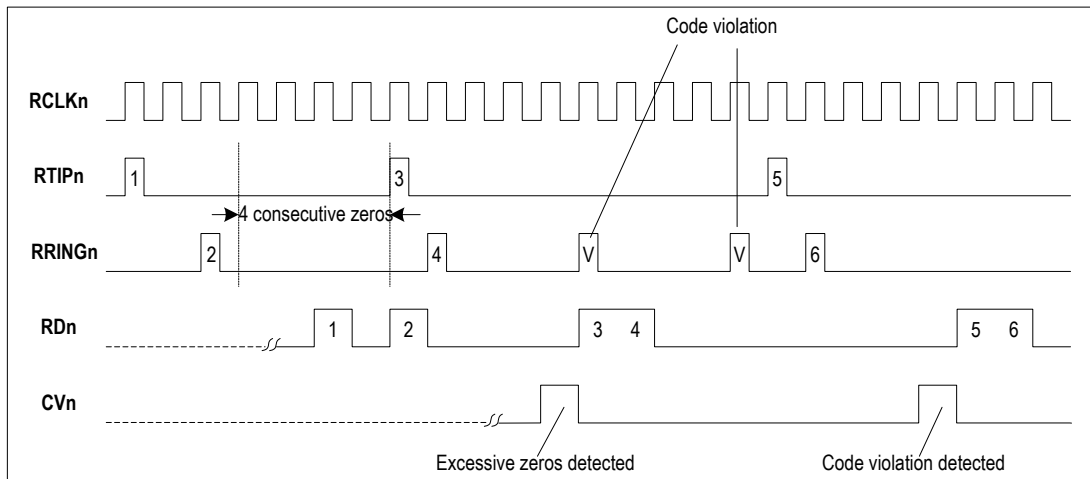 Code violation
RCLKn
RTIPn
1
3
5
4 consecutive zeros
RRINGn
2
4
V
V
6
RDn
1
2
3 4
5 6
CVn
Excessive zeros detected
Code violation detected